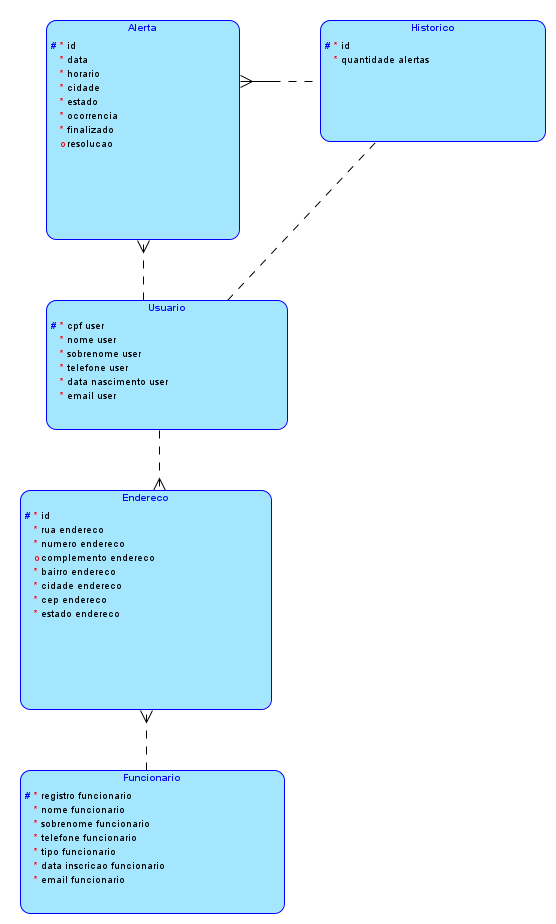 Alerta
# * id
* data
* horario
* cidade
* estado
* ocorrencia
* finalizado
o resolucao
Historico
# * id
* quantidade alertas
Usuario
# * cpf user
* nome user
* sobrenome user
* telefone user
* data nascimento user
* email user
Endereco
# * id
* rua endereco
* numero endereco
o complemento endereco
* bairro endereco
* cidade endereco
* cep endereco
* estado endereco
Funcionario
# * registro funcionario
* nome funcionario
* sobrenome funcionario
* telefone funcionario
* tipo funcionario
* data inscricao funcionario
* email funcionario